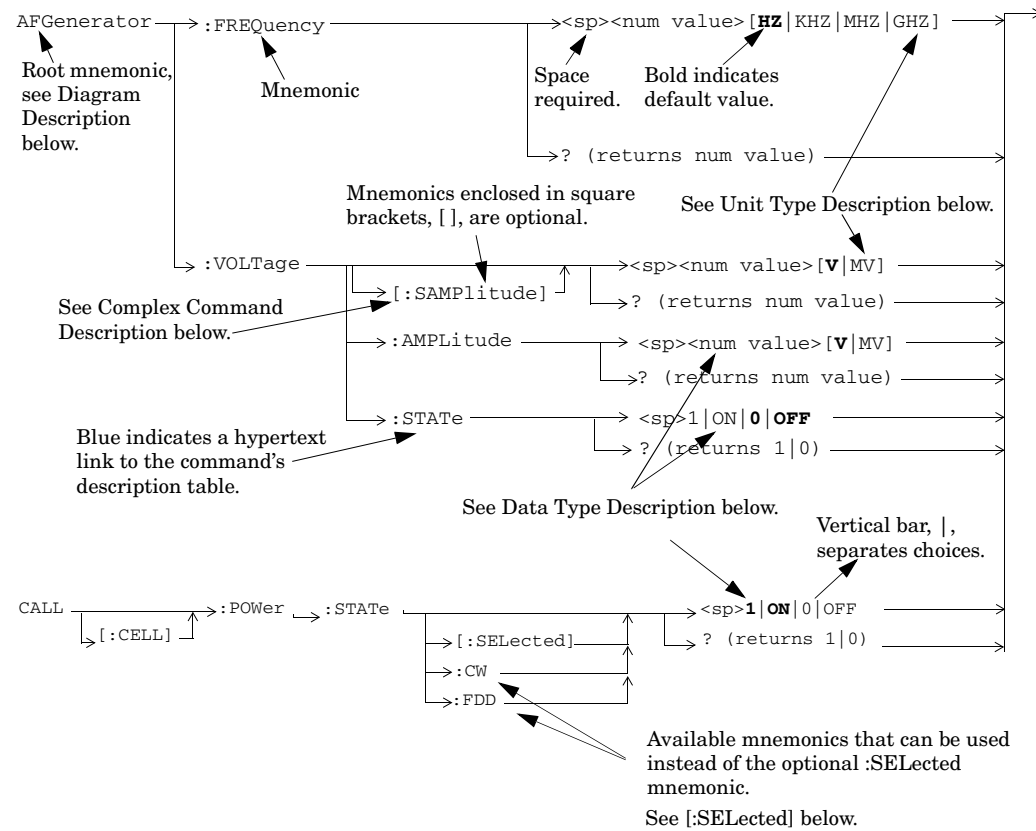 AFGenerator :FREQuency <sp><num value>[HZ|KHZ|MHZ|GHZ]
Root mnemonic,
see Diagram
Description
below.
Mnemonic
Space
required.
Bold indicates
default value.
? (returns num value)
Mnemonics enclosed in square
brackets, [ ], are optional.
See Unit Type Description below.
:VOLTage <sp><num value>[V|MV]
[:SAMPlitude] ? (returns num value)
See Complex Command
Description below.
:AMPLitude <sp><num value>[V|MV]
? (returns num value)
:STATe <sp>1|ON|0|OFF
? (returns 1|0)
Blue indicates a hypertext
link to the command's
description table.
See Data Type Description below.
Vertical bar, |,
separates choices.
CALL :POWer :STATe <sp>1|ON|0|OFF
[:CELL] [:SELected] ? (returns 1|0)
:CW
:FDD
Available mnemonics that can be used
instead of the optional :SELected
mnemonic.
See [:SELected] below.